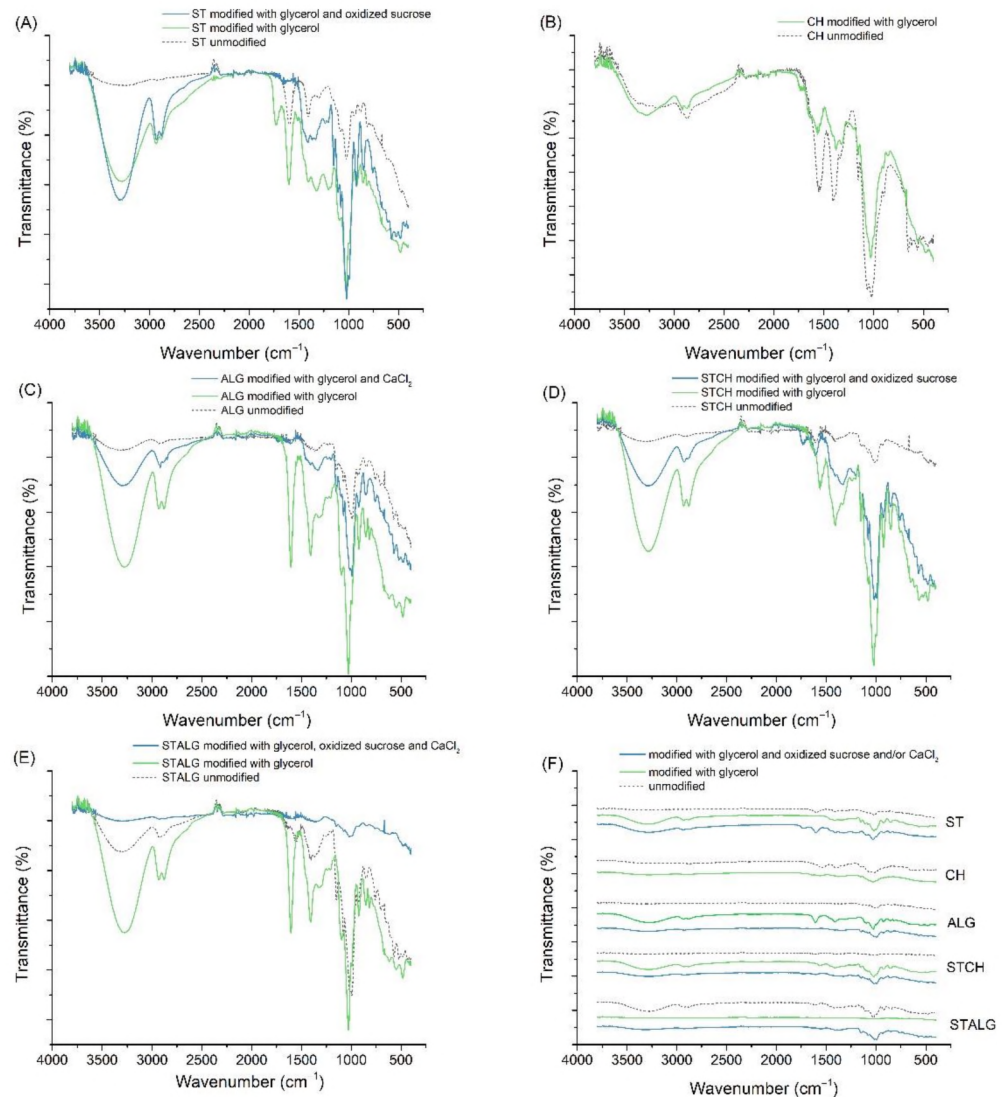 (A)
ST modified with glycerol and oxidized sucrose
ST modified with glycerol
ST unmodified
Transmittance (%)
4000 3500 3000 2500 2000 1500 1000 500
Wavenumber (cm⁻¹)
(B)
CH modified with glycerol
CH unmodified
Transmittance (%)
4000 3500 3000 2500 2000 1500 1000 500
Wavenumber (cm⁻¹)
(C)
ALG modified with glycerol and CaCl₂
ALG modified with glycerol
ALG unmodified
Transmittance (%)
4000 3500 3000 2500 2000 1500 1000 500
Wavenumber (cm⁻¹)
(D)
STCH modified with glycerol and oxidized sucrose
STCH modified with glycerol
STCH unmodified
Transmittance (%)
4000 3500 3000 2500 2000 1500 1000 500
Wavenumber (cm⁻¹)
(E)
STALG modified with glycerol, oxidized sucrose and CaCl₂
STALG modified with glycerol
STALG unmodified
Transmittance (%)
4000 3500 3000 2500 2000 1500 1000 500
Wavenumber (cm⁻¹)
(F)
modified with glycerol and oxidized sucrose and/or CaCl₂
modified with glycerol
unmodified
ST
CH
ALG
STCH
STALG
Transmittance (%)
4000 3500 3000 2500 2000 1500 1000 500
Wavenumber (cm⁻¹)